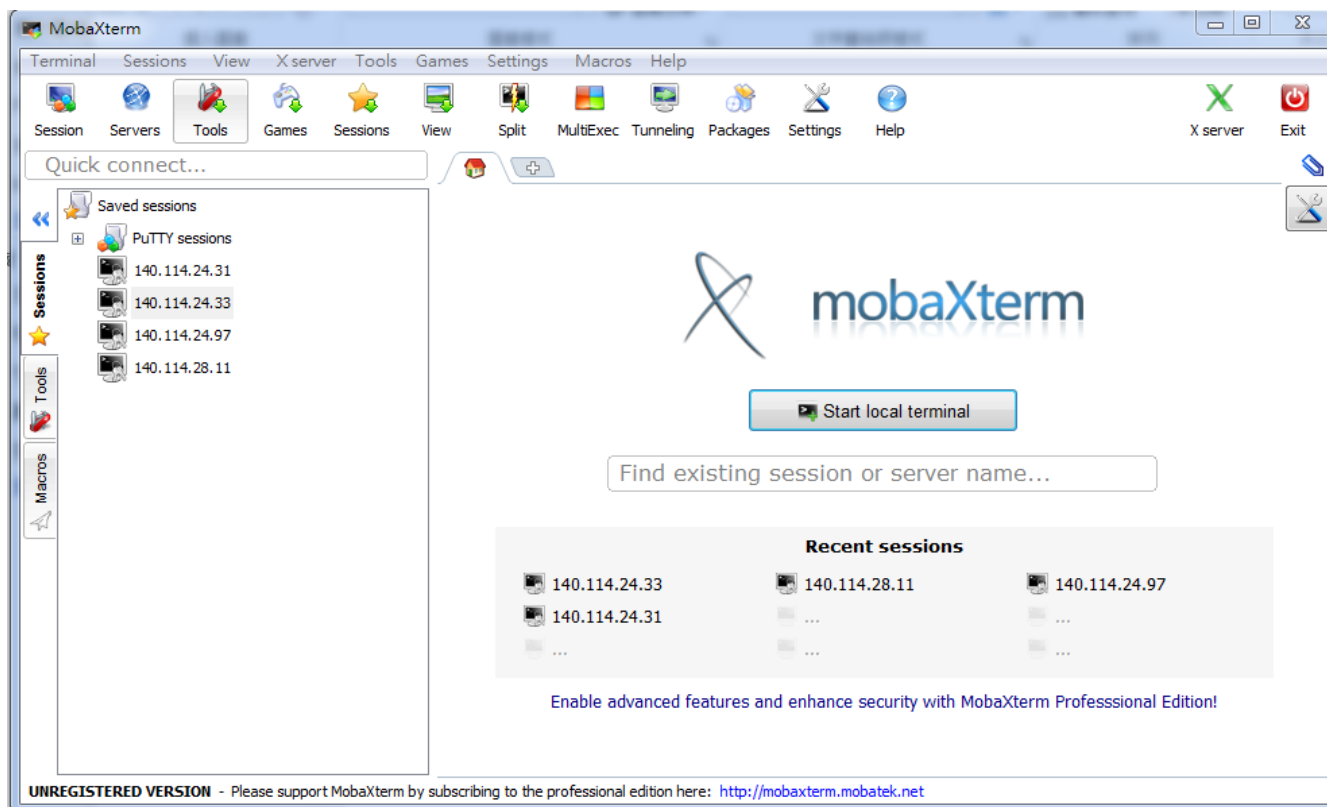 MobaXterm
Terminal Sessions View X server Tools Games Settings Macros Help
Session Servers Tools Games Sessions View Split MultiExec Tunneling Packages Settings Help X server Exit
Quick connect...
Saved sessions
PuTTY sessions
140.114.24.31
140.114.24.33
140.114.24.97
140.114.28.11
Sessions
Tools
Macros
mobaXterm
Start local terminal
Find existing session or server name...
Recent sessions
140.114.24.33 140.114.28.11 140.114.24.97
140.114.24.31 ... ...
... ... ...
Enable advanced features and enhance security with MobaXterm Professsional Edition!
UNREGISTERED VERSION - Please support MobaXterm by subscribing to the professional edition here: http://mobaxterm.mobatek.net